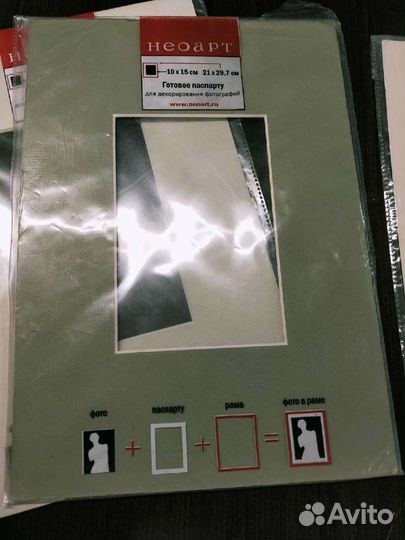 НЕОАРТ
10 x 15 см 21 x 29,7 см
Готовое паспарту
для декорирования фотографий
www.neoart.ru
фото паспарту рама фото в раме
+ + =
Avito